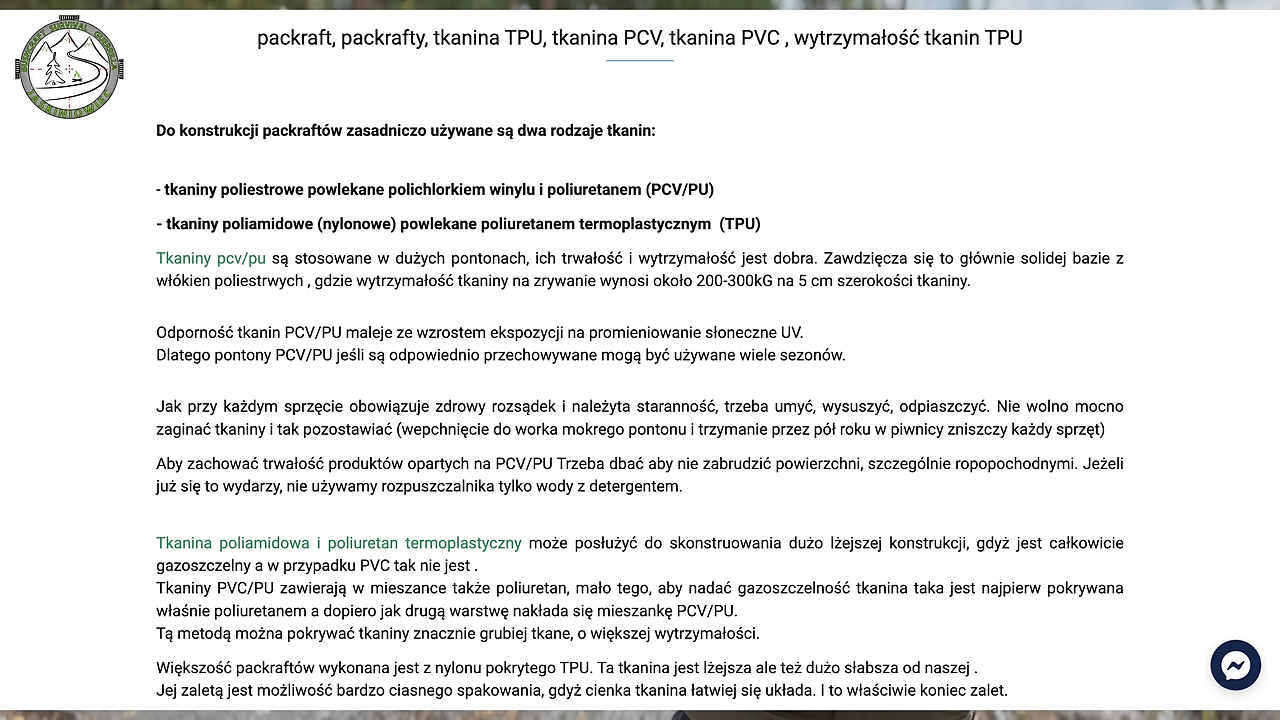 packraft, packrafty, tkanina TPU, tkanina PCV, tkanina PVC , wytrzymałość tkanin TPU
Do konstrukcji packraftów zasadniczo używane są dwa rodzaje tkanin:
- tkaniny poliestrowe powlekane polichlorkiem winylu i poliuretanem (PCV/PU)
- tkaniny poliamidowe (nylonowe) powlekane poliuretanem termoplastycznym (TPU)
Tkaniny pcv/pu są stosowane w dużych pontonach, ich trwałość i wytrzymałość jest dobra. Zawdzięcza się to głównie solidej bazie z
włókien poliestrwych , gdzie wytrzymałość tkaniny na zrywanie wynosi około 200-300kG na 5 cm szerokości tkaniny.
Odporność tkanin PCV/PU maleje ze wzrostem ekspozycji na promieniowanie słoneczne UV.
Dlatego pontony PCV/PU jeśli są odpowiednio przechowywane mogą być używane wiele sezonów.
Jak przy każdym sprzęcie obowiązuje zdrowy rozsądek i należyta staranność, trzeba umyć, wysuszyć, odpiaszczyć. Nie wolno mocno
zaginać tkaniny i tak pozostawiać (wepchnięcie do worka mokrego pontonu i trzymanie przez pół roku w piwnicy zniszczy każdy sprzęt)
Aby zachować trwałość produktów opartych na PCV/PU Trzeba dbać aby nie zabrudzić powierzchni, szczególnie ropopochodnymi. Jeżeli
już się to wydarzy, nie używamy rozpuszczalnika tylko wody z detergentem.
Tkanina poliamidowa i poliuretan termoplastyczny może posłużyć do skonstruowania dużo lżejszej konstrukcji, gdyż jest całkowicie
gazoszczelny a w przypadku PVC tak nie jest .
Tkaniny PVC/PU zawierają w mieszance także poliuretan, mało tego, aby nadać gazoszczelność tkanina taka jest najpierw pokrywana
właśnie poliuretanem a dopiero jak drugą warstwę nakłada się mieszankę PCV/PU.
Tą metodą można pokrywać tkaniny znacznie grubiej tkane, o większej wytrzymałości.
Większość packraftów wykonana jest z nylonu pokrytego TPU. Ta tkanina jest lżejsza ale też dużo słabsza od naszej .
Jej zaletą jest możliwość bardzo ciasnego spakowania, gdyż cienka tkanina łatwiej się układa. I to właściwie koniec zalet.